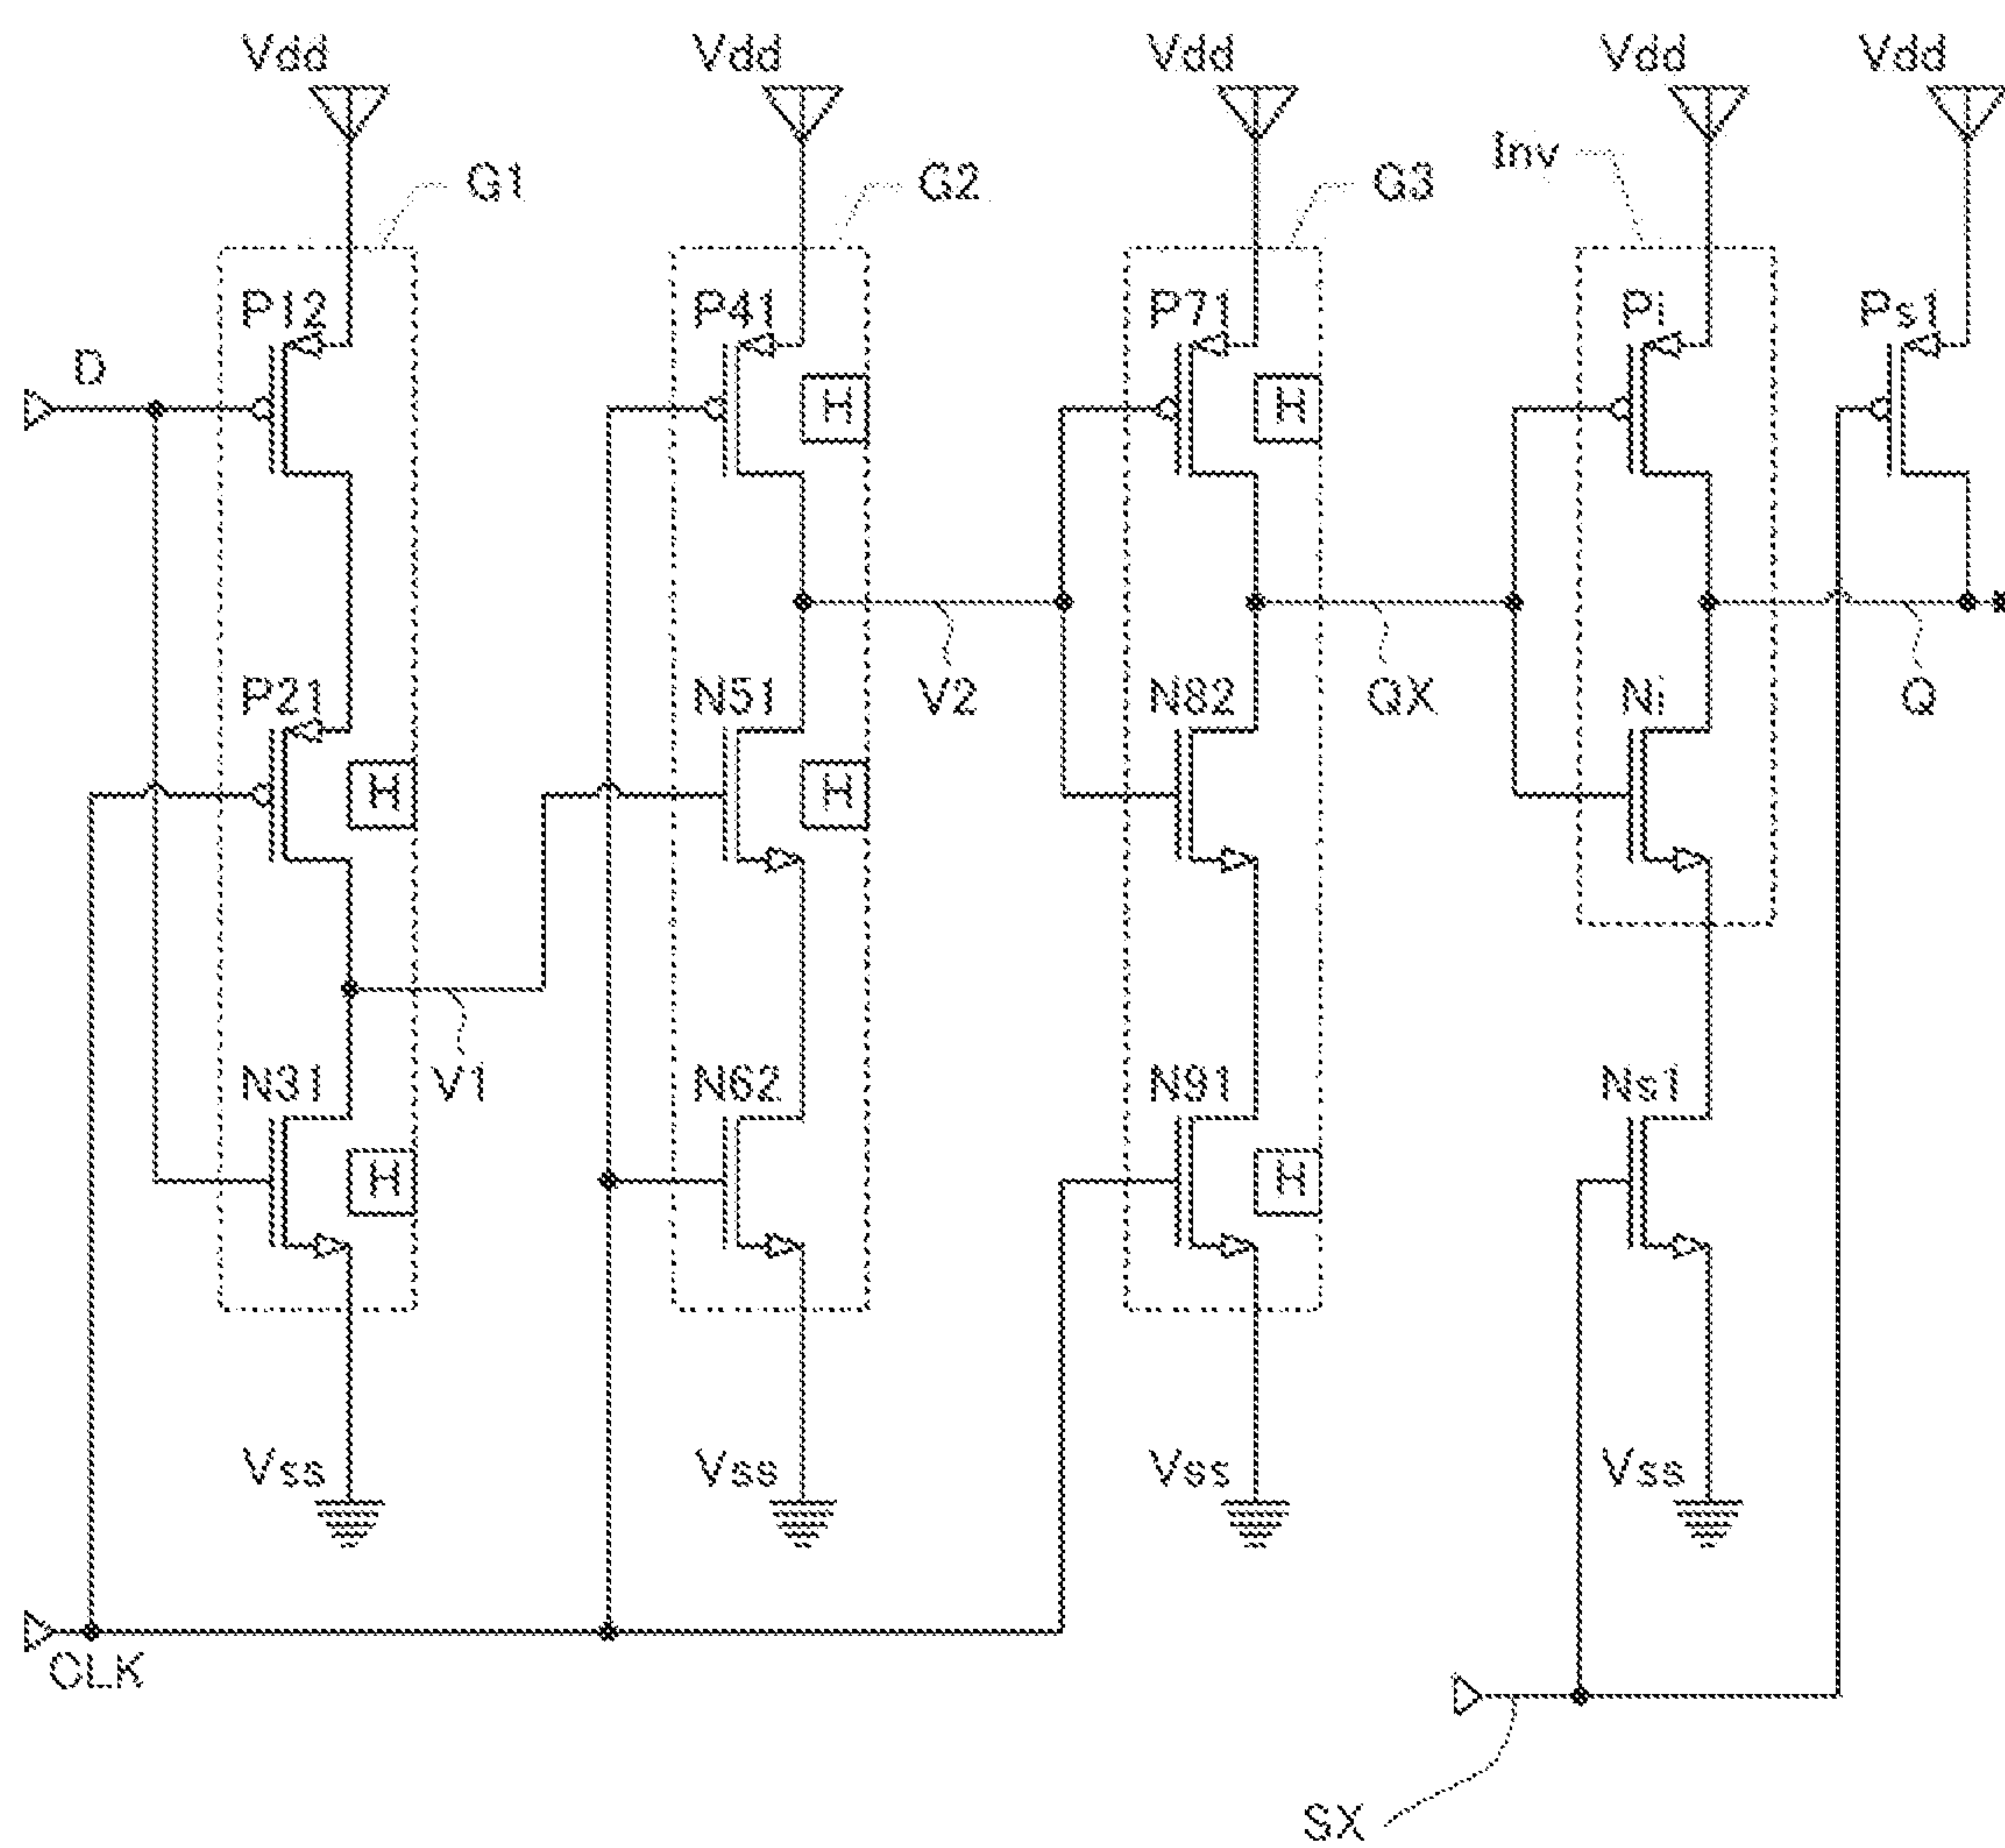 Vdd Vdd Vdd Vdd Vdd
G1 G2 G3 Inv
P12 P41 P71 Pi Ps1
D
H H
P21 N51 V2 N82 QX Ni Q
H H
N31 V1 N62 N91 Ns1
H H
Vss Vss Vss Vss
CLK
SX